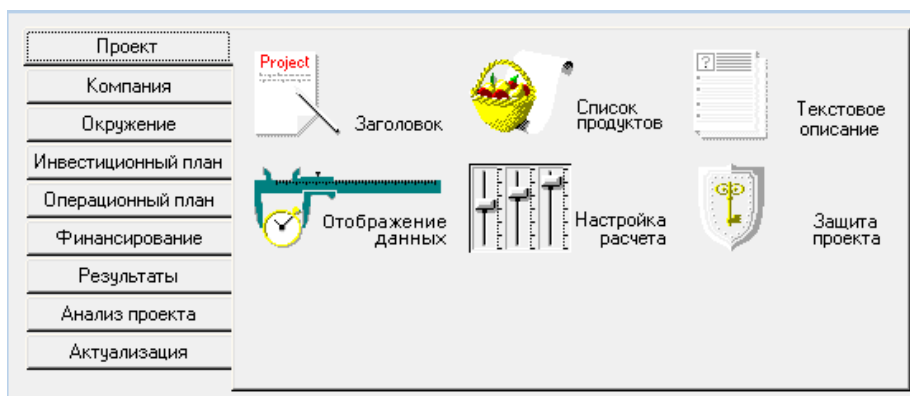 Проект
Компания
Окружение
Инвестиционный план
Операционный план
Финансирование
Результаты
Анализ проекта
Актуализация
Project
Заголовок
Список
продуктов
?
Текстовое
описание
Отображение
данных
Настройка
расчета
Защита
проекта